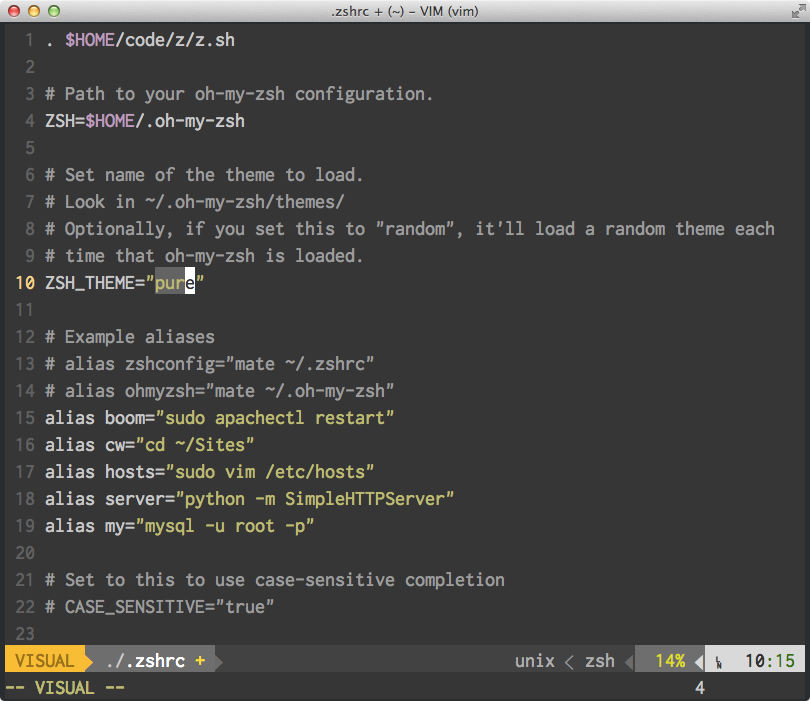 .zshrc + (~) – VIM (vim)
1 . $HOME/code/z/z.sh
2
3 # Path to your oh-my-zsh configuration.
4 ZSH=$HOME/.oh-my-zsh
5
6 # Set name of the theme to load.
7 # Look in ~/.oh-my-zsh/themes/
8 # Optionally, if you set this to "random", it'll load a random theme each
9 # time that oh-my-zsh is loaded.
10 ZSH_THEME="pure"
11
12 # Example aliases
13 # alias zshconfig="mate ~/.zshrc"
14 # alias ohmyzsh="mate ~/.oh-my-zsh"
15 alias boom="sudo apachectl restart"
16 alias cw="cd ~/Sites"
17 alias hosts="sudo vim /etc/hosts"
18 alias server="python -m SimpleHTTPServer"
19 alias my="mysql -u root -p"
20
21 # Set to this to use case-sensitive completion
22 # CASE_SENSITIVE="true"
23
VISUAL ./.zshrc + unix < zsh 14% LN 10:15
-- VISUAL -- 4